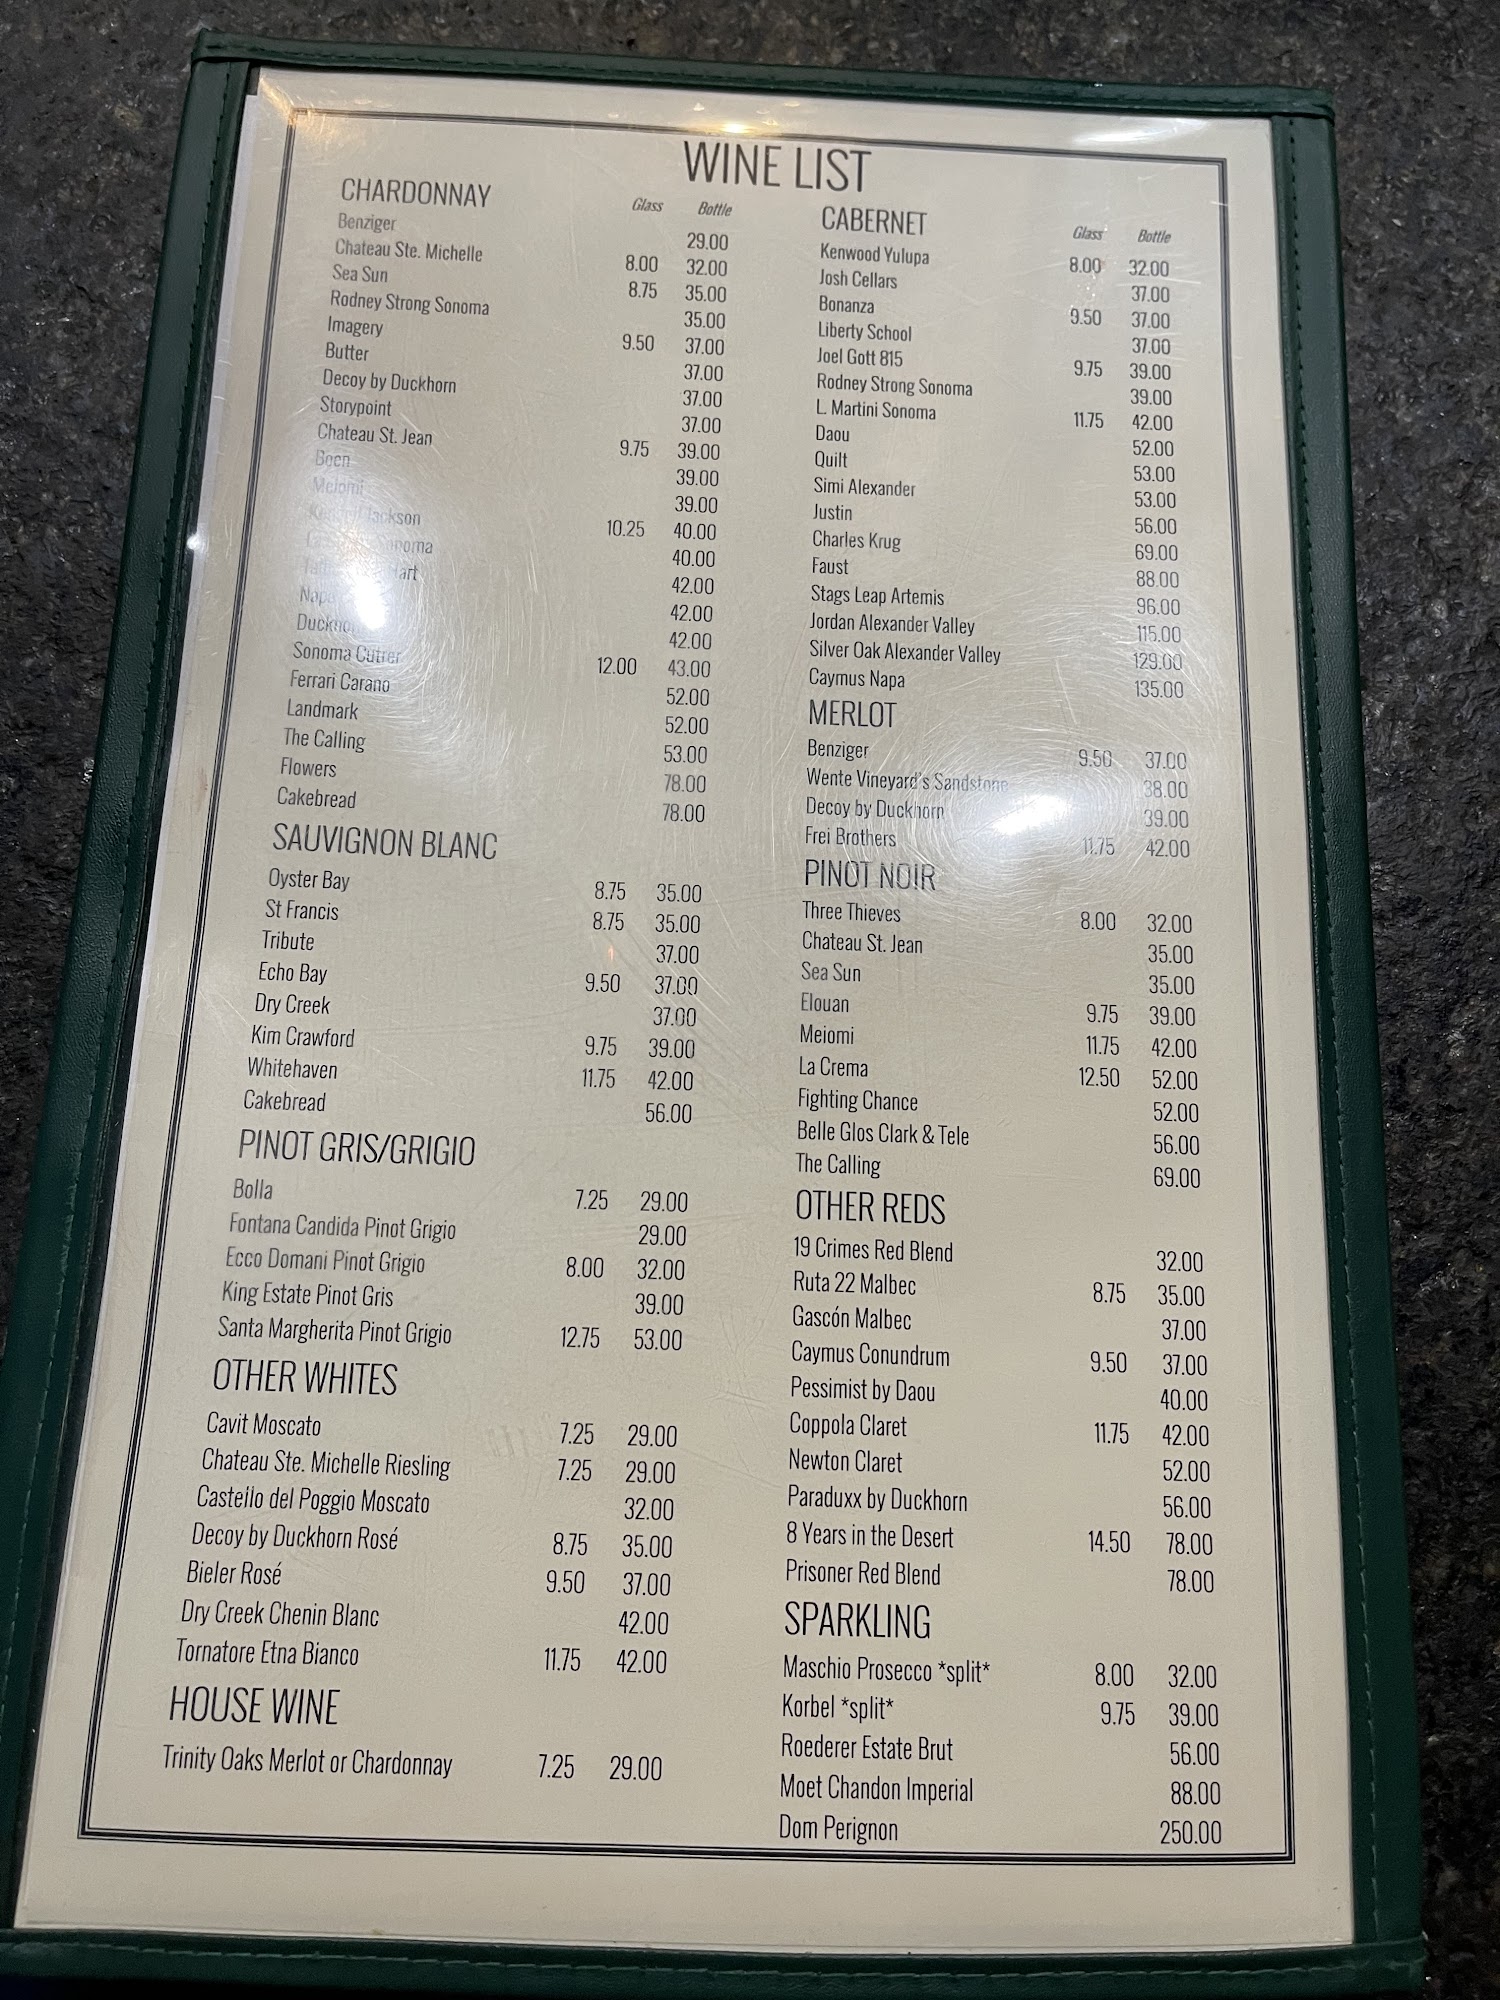 WINE LIST
CHARDONNAY Glass Bottle
Benziger 29.00
Chateau Ste. Michelle 8.00 32.00
Sea Sun 8.75 35.00
Rodney Strong Sonoma 35.00
Imagery 9.50 37.00
Butter 37.00
Decoy by Duckhorn 37.00
Storypoint 37.00
Chateau St. Jean 9.75 39.00
Boen 39.00
Meiomi 39.00
Jackson 10.25 40.00
Sonoma 40.00
42.00
42.00
42.00
Sonoma Cutrer 12.00 43.00
Ferrari Carano 52.00
Landmark 52.00
The Calling 53.00
Flowers 78.00
Cakebread 78.00
SAUVIGNON BLANC
Oyster Bay 8.75 35.00
St Francis 8.75 35.00
Tribute 37.00
Echo Bay 9.50 37.00
Dry Creek 37.00
Kim Crawford 9.75 39.00
Whitehaven 11.75 42.00
Cakebread 56.00
PINOT GRIS/GRIGIO
Bolla 7.25 29.00
Fontana Candida Pinot Grigio 29.00
Ecco Domani Pinot Grigio 8.00 32.00
King Estate Pinot Gris 39.00
Santa Margherita Pinot Grigio 12.75 53.00
OTHER WHITES
Cavit Moscato 7.25 29.00
Chateau Ste. Michelle Riesling 7.25 29.00
Castello del Poggio Moscato 32.00
Decoy by Duckhorn Rosé 8.75 35.00
Bieler Rosé 9.50 37.00
Dry Creek Chenin Blanc 42.00
Tornatore Etna Bianco 11.75 42.00
HOUSE WINE
Trinity Oaks Merlot or Chardonnay 7.25 29.00
CABERNET Glass Bottle
Kenwood Yulupa 8.00 32.00
Josh Cellars 37.00
Bonanza 9.50 37.00
Liberty School 37.00
Joel Gott 815 9.75 39.00
Rodney Strong Sonoma 39.00
L. Martini Sonoma 11.75 42.00
Daou 52.00
Quilt 53.00
Simi Alexander 53.00
Justin 56.00
Charles Krug 69.00
Faust 88.00
Stags Leap Artemis 96.00
Jordan Alexander Valley 115.00
Silver Oak Alexander Valley 129.00
Caymus Napa 135.00
MERLOT
Benziger 9.50 37.00
Wente Vineyard's Sandstone 38.00
Decoy by Duckhorn 39.00
Frei Brothers 11.75 42.00
PINOT NOIR
Three Thieves 8.00 32.00
Chateau St. Jean 35.00
Sea Sun 35.00
Elouan 9.75 39.00
Meiomi 11.75 42.00
La Crema 12.50 52.00
Fighting Chance 52.00
Belle Glos Clark & Tele 56.00
The Calling 69.00
OTHER REDS
19 Crimes Red Blend 32.00
Ruta 22 Malbec 8.75 35.00
Gascón Malbec 37.00
Caymus Conundrum 9.50 37.00
Pessimist by Daou 40.00
Coppola Claret 11.75 42.00
Newton Claret 52.00
Paraduxx by Duckhorn 56.00
8 Years in the Desert 14.50 78.00
Prisoner Red Blend 78.00
SPARKLING
Maschio Prosecco *split* 8.00 32.00
Korbel *split* 9.75 39.00
Roederer Estate Brut 56.00
Moet Chandon Imperial 88.00
Dom Perignon 250.00